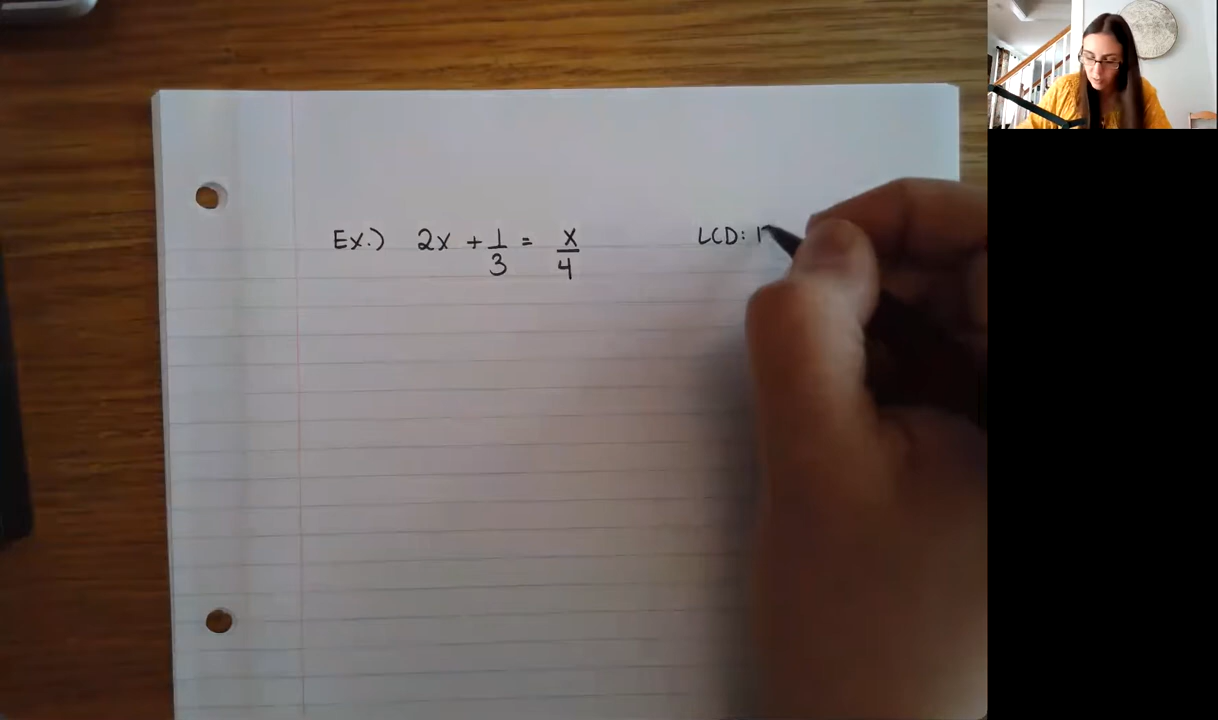 Ex.) 2x + 1/3 = x/4
LCD: 1